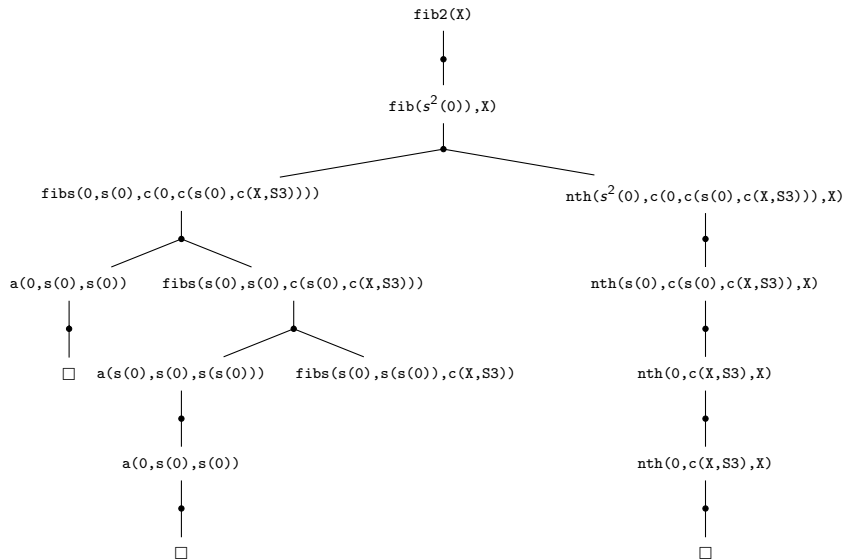 fib2(X)
fib(s²(0)),X)
fibs(0,s(0),c(0,c(s(0),c(X,S3)))) nth(s²(0),c(0,c(s(0),c(X,S3))),X)
a(0,s(0),s(0)) fibs(s(0),s(0),c(s(0),c(X,S3))) nth(s(0),c(s(0),c(X,S3)),X)
□ a(s(0),s(0),s(s(0))) fibs(s(0),s(s(0)),c(X,S3)) nth(0,c(X,S3),X)
a(0,s(0),s(0)) nth(0,c(X,S3),X)
□ □